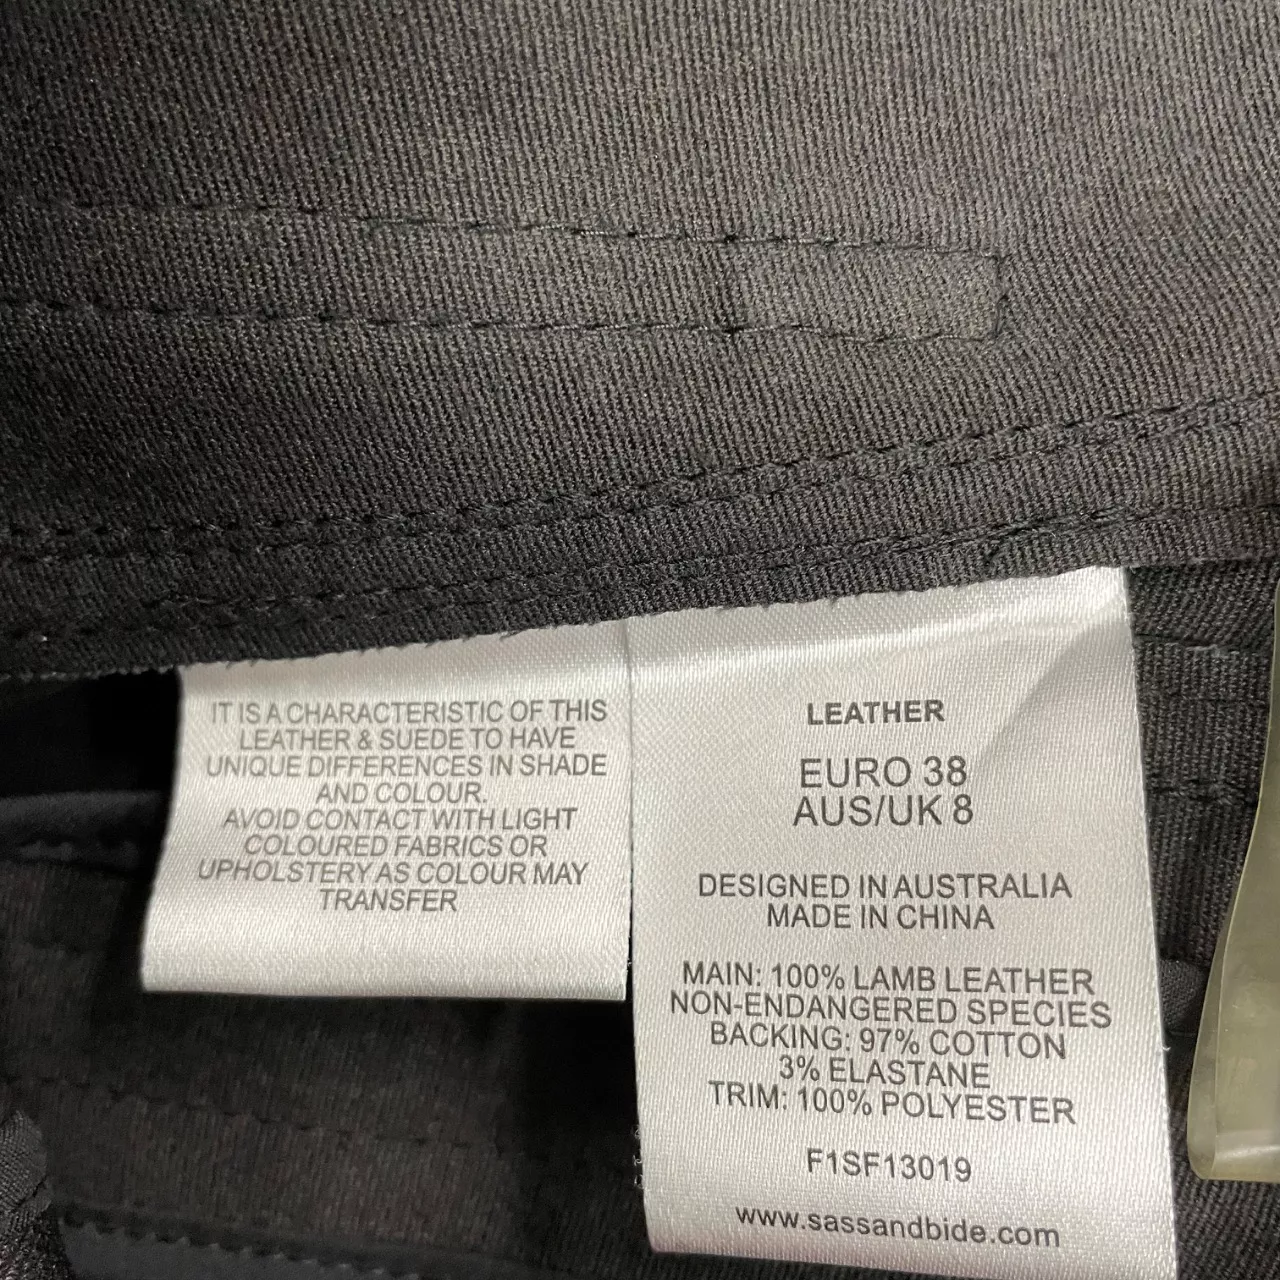 IT IS A CHARACTERISTIC OF THIS
LEATHER & SUEDE TO HAVE
UNIQUE DIFFERENCES IN SHADE
AND COLOUR.
AVOID CONTACT WITH LIGHT
COLOURED FABRICS OR
UPHOLSTERY AS COLOUR MAY
TRANSFER
LEATHER
EURO 38
AUS/UK 8
DESIGNED IN AUSTRALIA
MADE IN CHINA
MAIN: 100% LAMB LEATHER
NON-ENDANGERED SPECIES
BACKING: 97% COTTON
3% ELASTANE
TRIM: 100% POLYESTER
F1SF13019
www.sassandbide.com